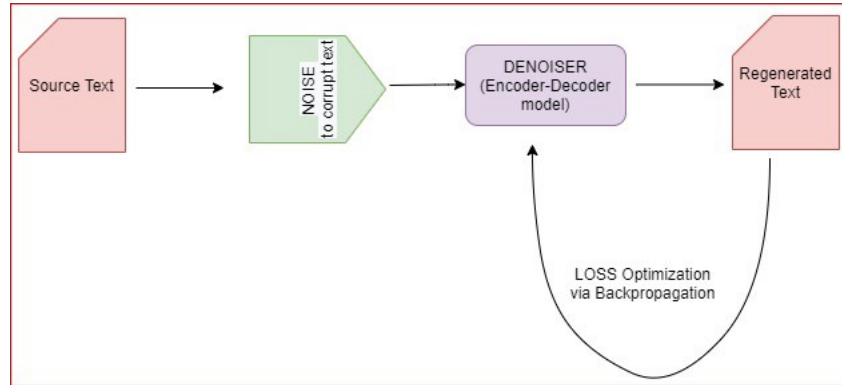 Source Text
NOISE
to corrupt text
DENOISER
(Encoder-Decoder
model)
Regenerated
Text
LOSS Optimization
via Backpropagation